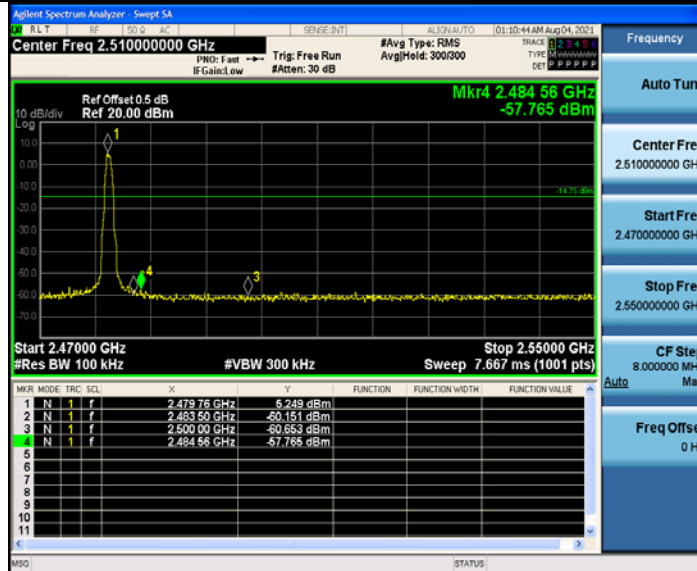 Agilent Spectrum Analyzer - Swept SA
RLT RF 50 Ω AC SENSE:INT ALIGN AUTO 01:10:44 AM Aug 04, 2021
Center Freq 2.510000000 GHz
PNO: Fast
IFGain:Low
Trig: Free Run
#Atten: 30 dB
#Avg Type: RMS
Avg|Hold: 300/300
TRACE 1 2 3 4 5 6
TYPE M
DET P P P P P P
Ref Offset 0.5 dB
10 dB/div Ref 20.00 dBm
Log
Mkr4 2.484 56 GHz
-57.765 dBm
10.0
0.00
-10.0
-20.0
-30.0
-40.0
-50.0
-60.0
-70.0
1
4
3
-14.75 dBm
Start 2.47000 GHz Stop 2.55000 GHz
#Res BW 100 kHz #VBW 300 kHz Sweep 7.667 ms (1001 pts)
MKR MODE TRC SCL X Y FUNCTION FUNCTION WIDTH FUNCTION VALUE
1 N 1 f 2.479 76 GHz 5.249 dBm
2 N 1 f 2.483 50 GHz -60.151 dBm
3 N 1 f 2.500 00 GHz -60.653 dBm
4 N 1 f 2.484 56 GHz -57.765 dBm
5
6
7
8
9
10
11
MSG STATUS
Frequency
Auto Tun
Center Fre
2.510000000 GH
Start Fre
2.470000000 GH
Stop Fre
2.550000000 GH
CF Ste
8.000000 MH
Auto Ma
Freq Offse
0 H